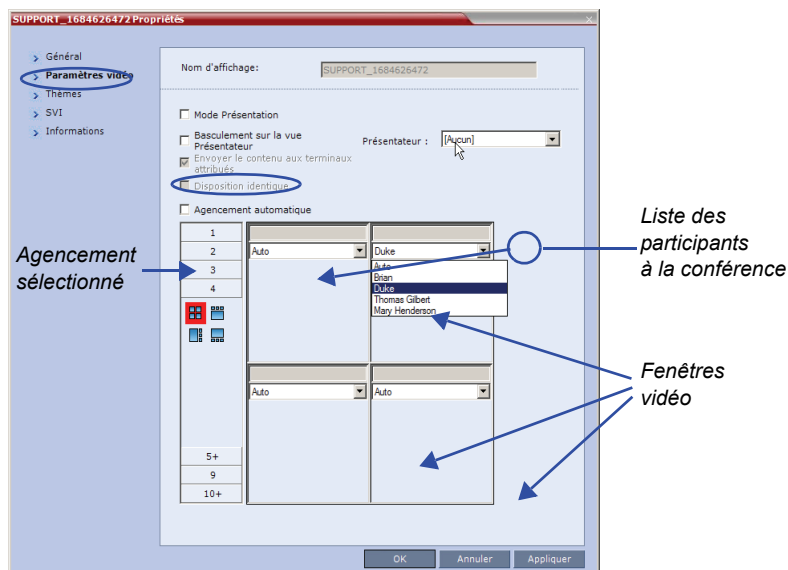 SUPPORT_1684626472 Propriétés
Général
Paramètres vidéo
Thèmes
SVI
Informations
Nom d'affichage:
SUPPORT_1684626472
Mode Présentation
Basculement sur la vue
Présentateur
Présentateur :
[Aucun]
Envoyer le contenu aux terminaux
attribués
Disposition identique
Agencement automatique
1
2
3
4
5+
9
10+
Auto
Duke
Auto
Brian
Duke
Thomas Gilbert
Mary Henderson
Auto
Auto
Agencement
sélectionné
Liste des
participants
à la conférence
Fenêtres
vidéo
OK
Annuler
Appliquer